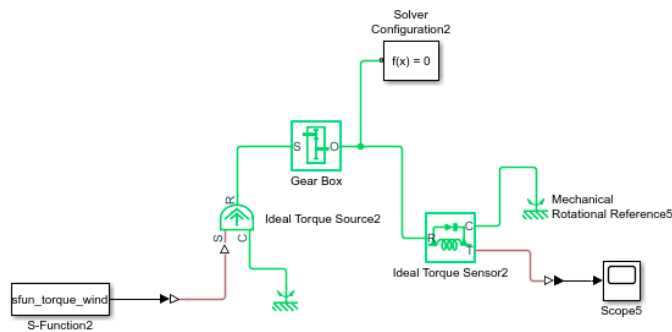 Solver
Configuration2
f(x) = 0
S
O
Gear Box
R
Ideal Torque Source2
S
C
Mechanical
Rotational Reference5
R
C
T
Ideal Torque Sensor2
sfun_torque_wind
S-Function2
Scope5